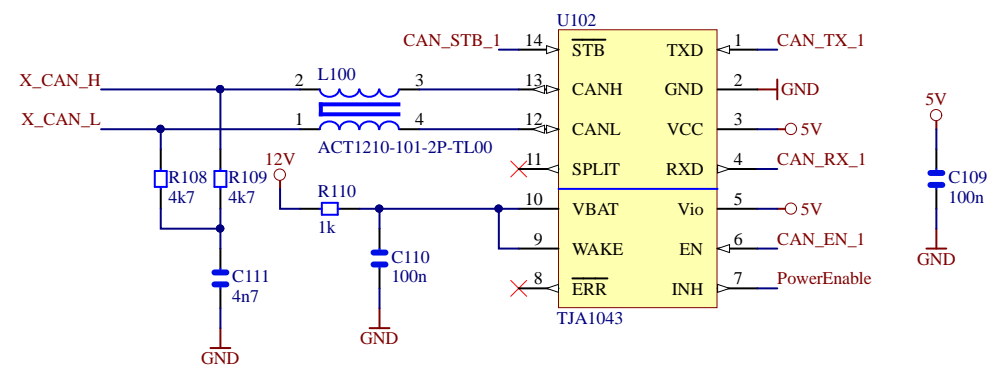 U102
CAN_STB_1 14 STB TXD 1 CAN_TX_1
X_CAN_H 2 L100 3 13 CANH GND 2 GND
X_CAN_L 1 4 12 CANL VCC 3 5V
ACT1210-101-2P-TL00
5V
12V 11 SPLIT RXD 4 CAN_RX_1
R108 4k7
R109 4k7
C109 100n
R110 1k
10 VBAT Vio 5 5V
9 WAKE EN 6 CAN_EN_1
C110 100n
GND
C111 4n7
8 ERR INH 7 PowerEnable
TJA1043
GND
GND